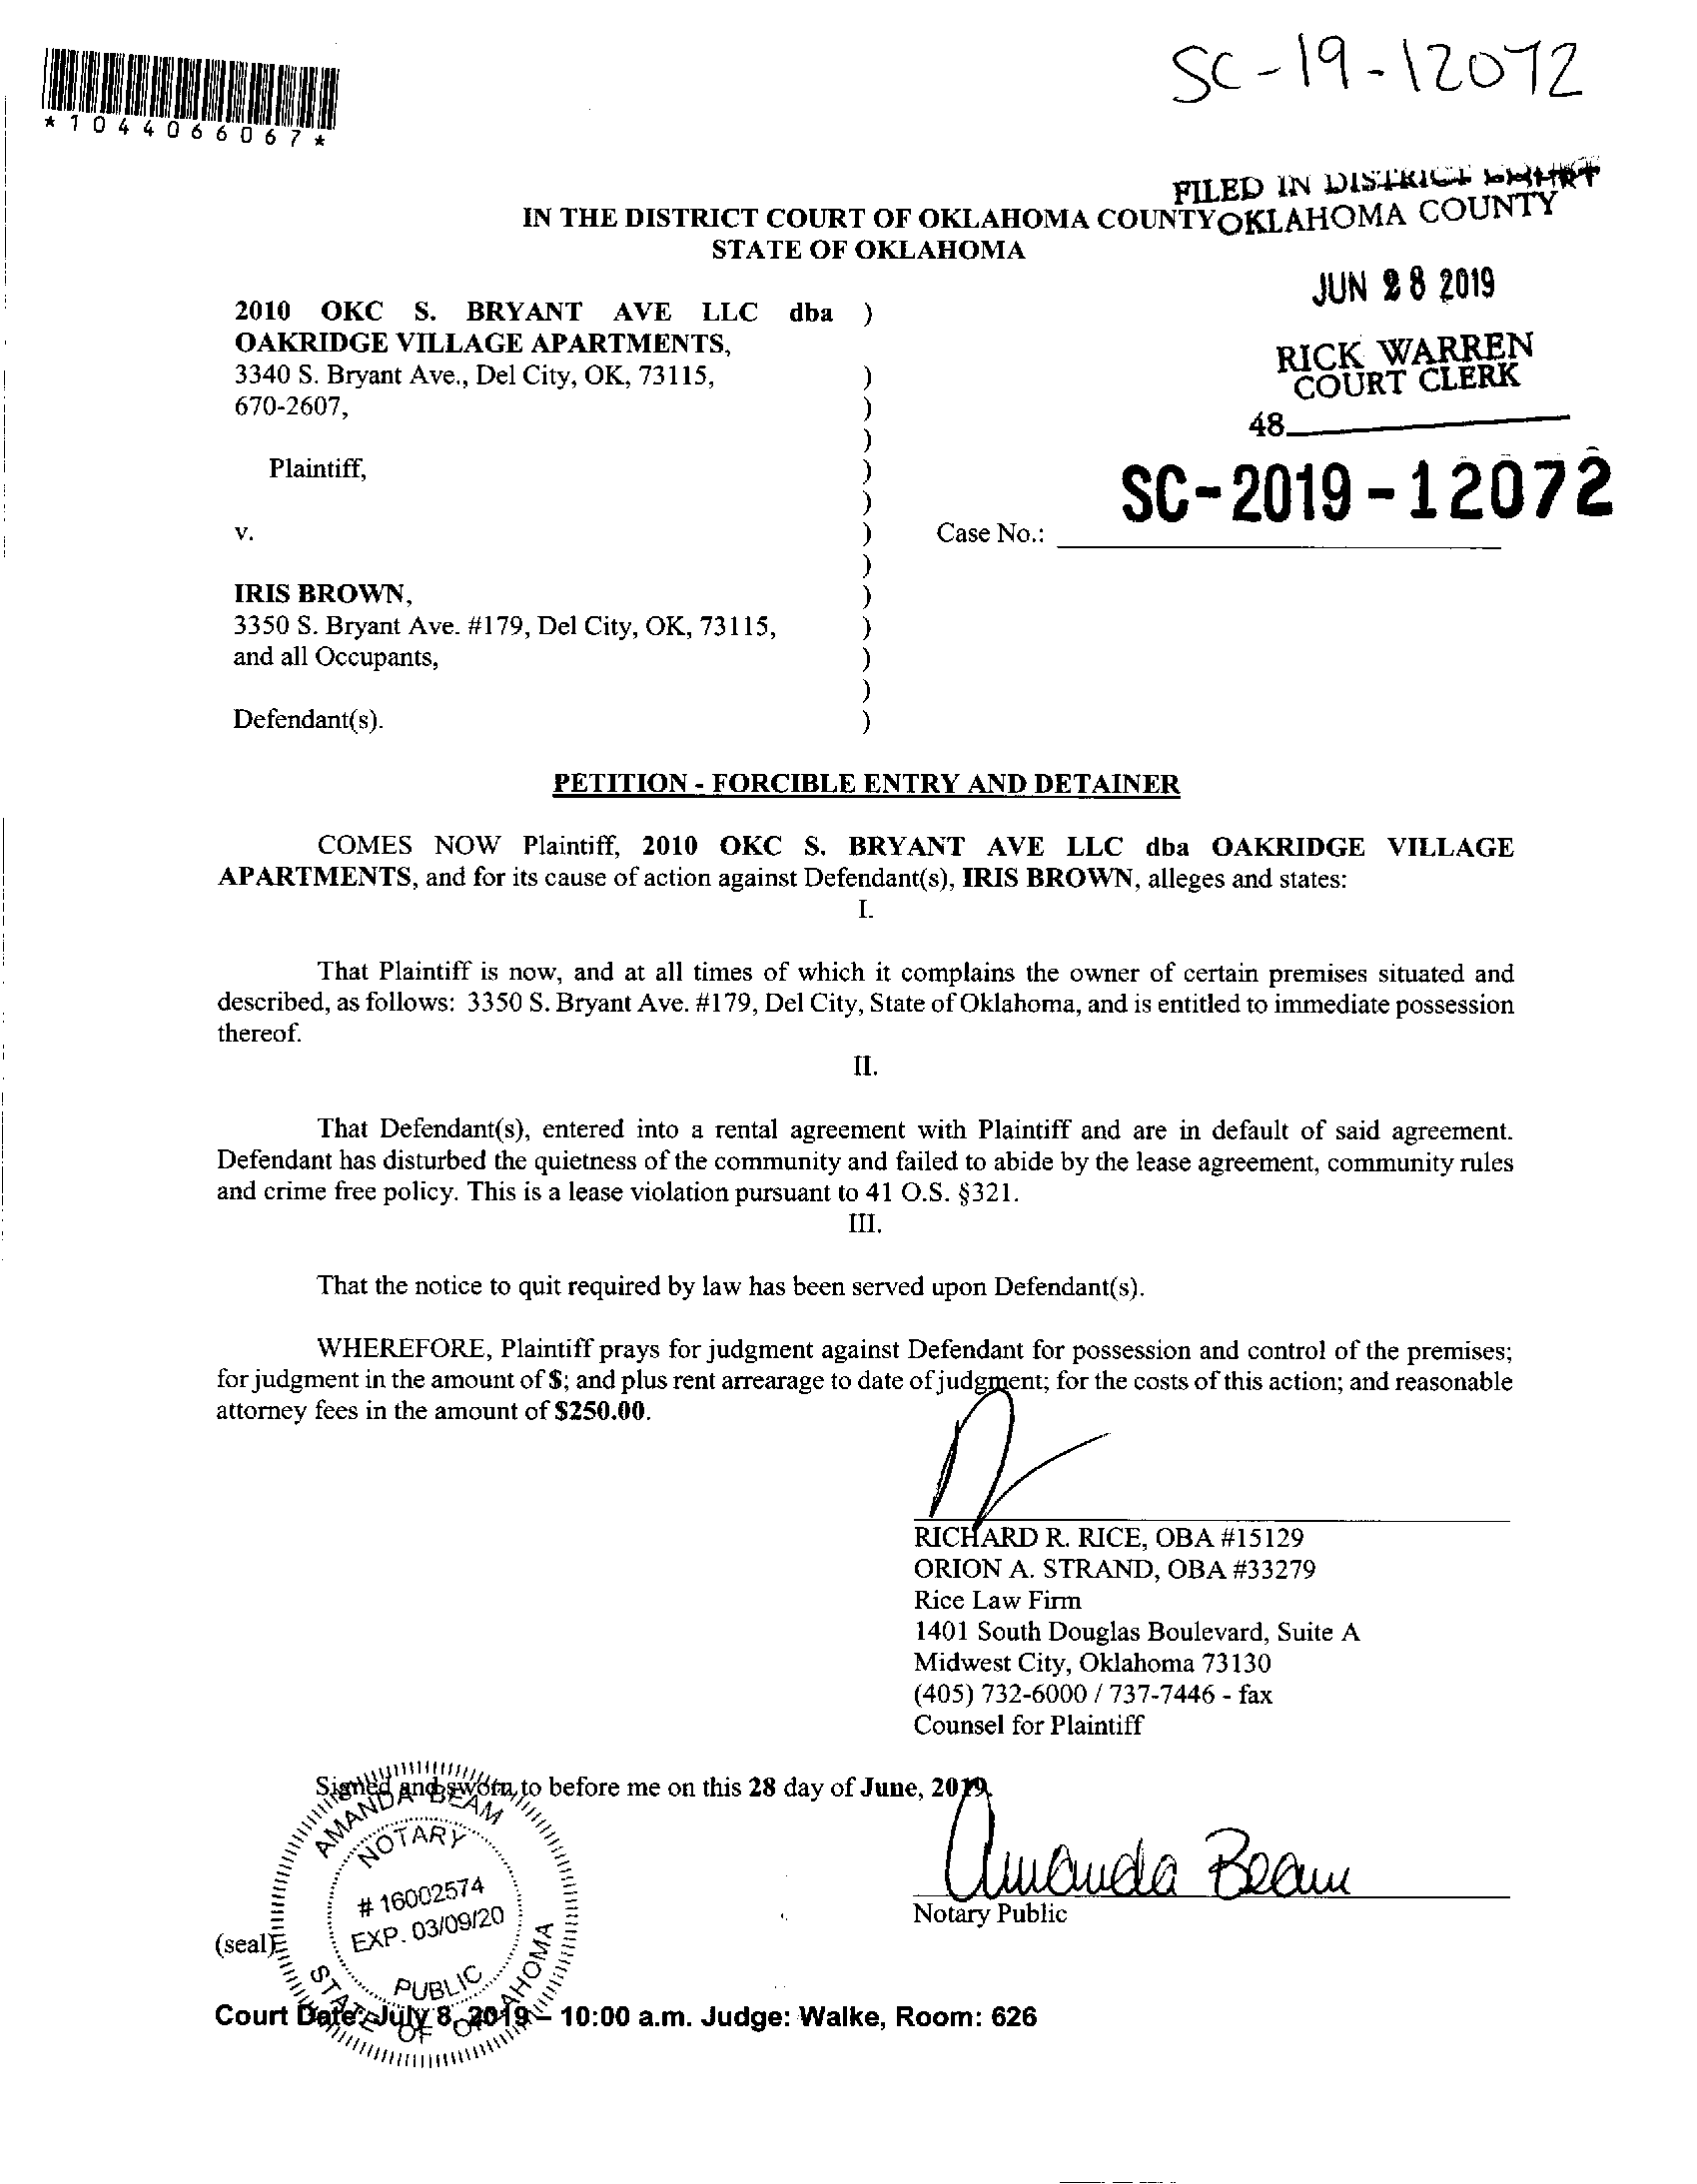 SC-19-12072
*1044066067*
FILED IN DISTRICT COURT
OKLAHOMA COUNTY
IN THE DISTRICT COURT OF OKLAHOMA COUNTY
STATE OF OKLAHOMA
JUN 28 2019
RICK WARREN
COURT CLERK
48
SC-2019-12072
2010 OKC S. BRYANT AVE LLC dba )
OAKRIDGE VILLAGE APARTMENTS,
3340 S. Bryant Ave., Del City, OK, 73115, )
670-2607, )
)
Plaintiff, )
)
v. ) Case No.:
)
IRIS BROWN, )
3350 S. Bryant Ave. #179, Del City, OK, 73115, )
and all Occupants, )
)
Defendant(s). )
PETITION - FORCIBLE ENTRY AND DETAINER
COMES NOW Plaintiff, 2010 OKC S. BRYANT AVE LLC dba OAKRIDGE VILLAGE
APARTMENTS, and for its cause of action against Defendant(s), IRIS BROWN, alleges and states:
I.
That Plaintiff is now, and at all times of which it complains the owner of certain premises situated and
described, as follows: 3350 S. Bryant Ave. #179, Del City, State of Oklahoma, and is entitled to immediate possession
thereof.
II.
That Defendant(s), entered into a rental agreement with Plaintiff and are in default of said agreement.
Defendant has disturbed the quietness of the community and failed to abide by the lease agreement, community rules
and crime free policy. This is a lease violation pursuant to 41 O.S. §321.
III.
That the notice to quit required by law has been served upon Defendant(s).
WHEREFORE, Plaintiff prays for judgment against Defendant for possession and control of the premises;
for judgment in the amount of $; and plus rent arrearage to date of judgment; for the costs of this action; and reasonable
attorney fees in the amount of $250.00.
RICHARD R. RICE, OBA #15129
ORION A. STRAND, OBA #33279
Rice Law Firm
1401 South Douglas Boulevard, Suite A
Midwest City, Oklahoma 73130
(405) 732-6000 / 737-7446 - fax
Counsel for Plaintiff
Signed and sworn to before me on this 28 day of June, 2019.
AMANDA BEAM
NOTARY
# 16002574
EXP. 03/09/20
PUBLIC
STATE OF OKLAHOMA
Amanda Beam
Notary Public
(seal)
Court Date: July 8, 2019 – 10:00 a.m. Judge: Walke, Room: 626